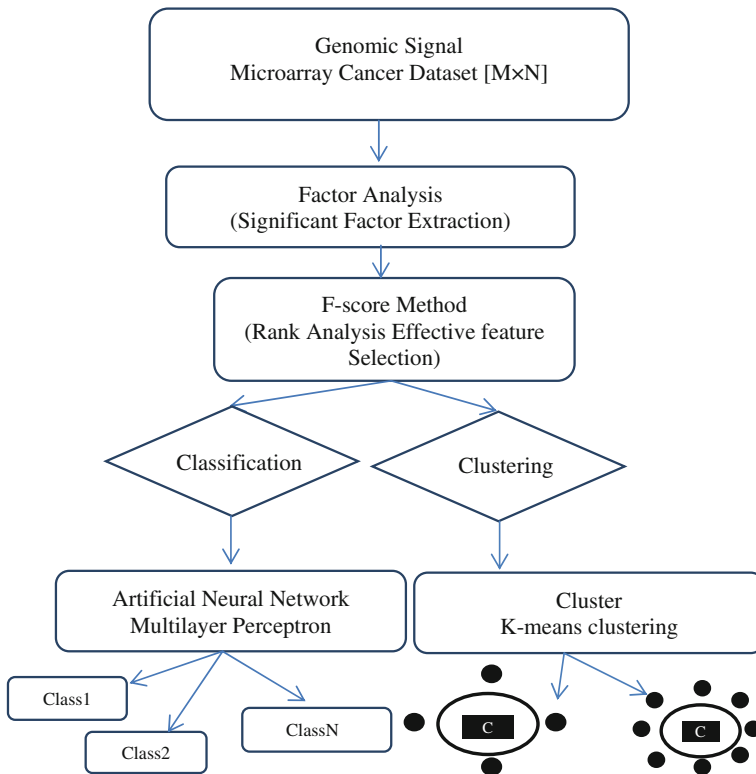 Genomic Signal
Microarray Cancer Dataset [M×N]
Factor Analysis
(Significant Factor Extraction)
F-score Method
(Rank Analysis Effective feature
Selection)
Classification
Clustering
Artificial Neural Network
Multilayer Perceptron
Cluster
K-means clustering
Class1
Class2
ClassN
C
C